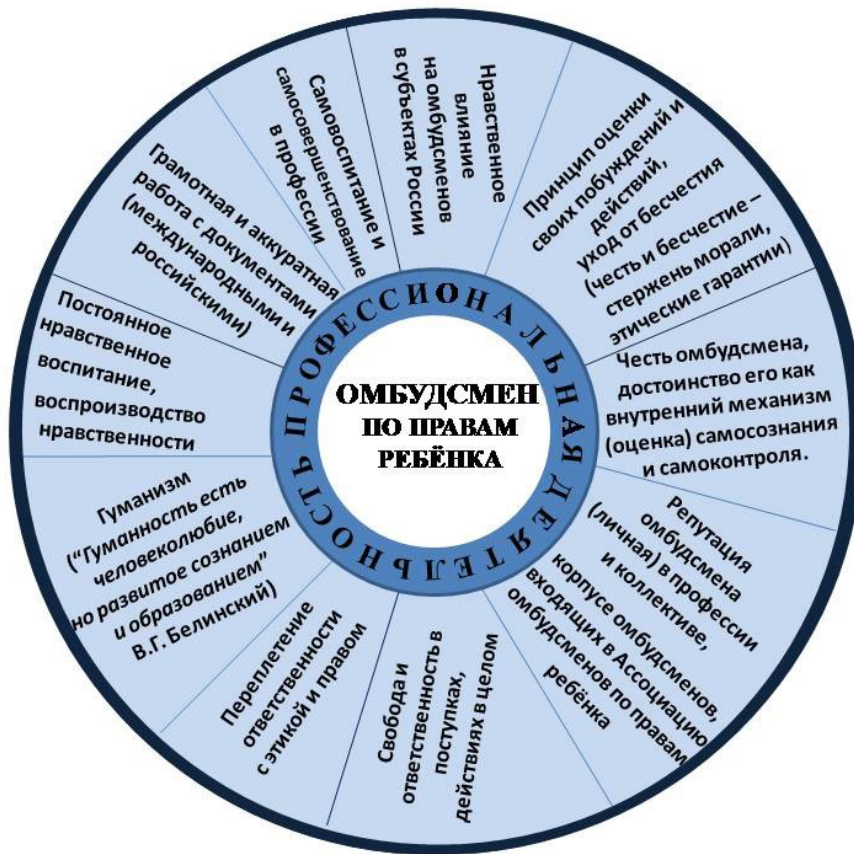 ОМБУДСМЕН
ПО ПРАВАМ
РЕБЁНКА
ПРОФЕССИОНАЛЬНАЯ ДЕЯТЕЛЬНОСТЬ
Нравственное
влияние
на омбудсменов
в субъектах России
Принцип оценки
своих побуждений и
действий,
уход от бесчестия
(честь и бесчестие –
стержень морали,
этические гарантии)
Честь омбудсмена,
достоинство его как
внутренний механизм
(оценка) самосознания
и самоконтроля.
Репутация
омбудсмена
(личная) в профессии
и коллективе,
корпусе омбудсменов,
входящих в Ассоциацию
омбудсменов по правам
ребёнка
Свобода и
ответственность в
поступках,
действиях в целом
Переплетение
ответственности
с этикой и правом
Гуманизм
(“Гуманность есть
человеколюбие,
но развитое сознанием
и образованием”
В.Г. Белинский)
Постоянное
нравственное
воспитание,
воспроизводство
нравственности
Грамотная и аккуратная
работа с документами
(международными и
российскими)
Самовоспитание и
самосовершенствование
в профессии